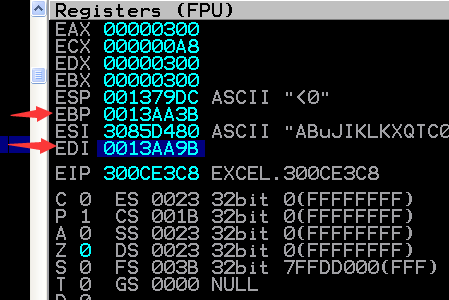 Registers (FPU)
EAX 00000300
ECX 000000A8
EDX 00000300
EBX 00000300
ESP 001379DC ASCII "<0"
EBP 0013AA3B
ESI 3085D480 ASCII "ABuJIKLKXQTC0
EDI 0013AA9B
EIP 300CE3C8 EXCEL.300CE3C8
C 0 ES 0023 32bit 0(FFFFFFFF)
P 1 CS 001B 32bit 0(FFFFFFFF)
A 0 SS 0023 32bit 0(FFFFFFFF)
Z 0 DS 0023 32bit 0(FFFFFFFF)
S 0 FS 003B 32bit 7FFDD000(FFF)
T 0 GS 0000 NULL